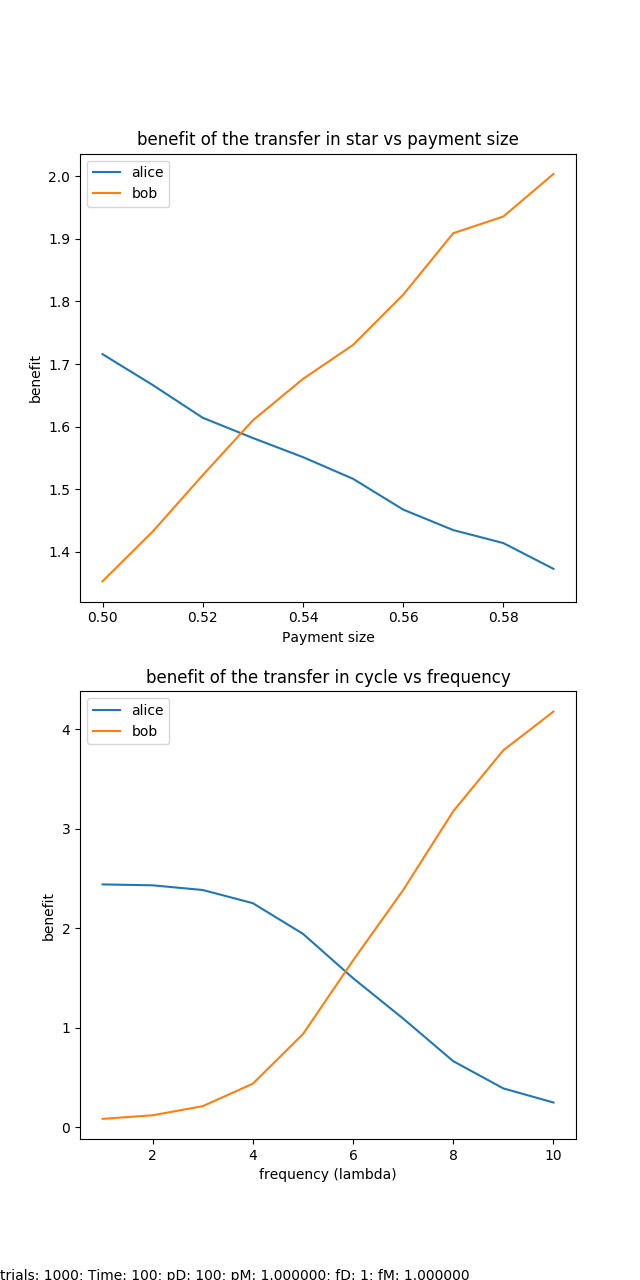 benefit of the transfer in star vs payment size
alice
bob
2.0
1.9
1.8
1.7
1.6
1.5
1.4
benefit
0.50 0.52 0.54 0.56 0.58
Payment size
benefit of the transfer in cycle vs frequency
alice
bob
4
3
2
1
0
benefit
2 4 6 8 10
frequency (lambda)
trials: 1000; Time: 100; pD: 100; pM: 1.000000; fD: 1; fM: 1.000000